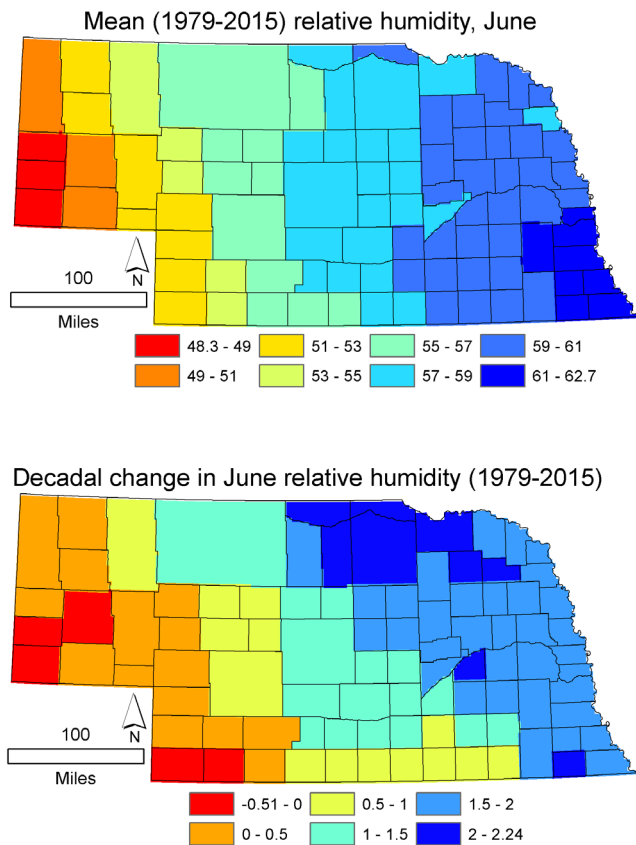 Mean (1979-2015) relative humidity, June
100
N
Miles
48.3 - 49 51 - 53 55 - 57 59 - 61
49 - 51 53 - 55 57 - 59 61 - 62.7
Decadal change in June relative humidity (1979-2015)
100
N
Miles
-0.51 - 0 0.5 - 1 1.5 - 2
0 - 0.5 1 - 1.5 2 - 2.24